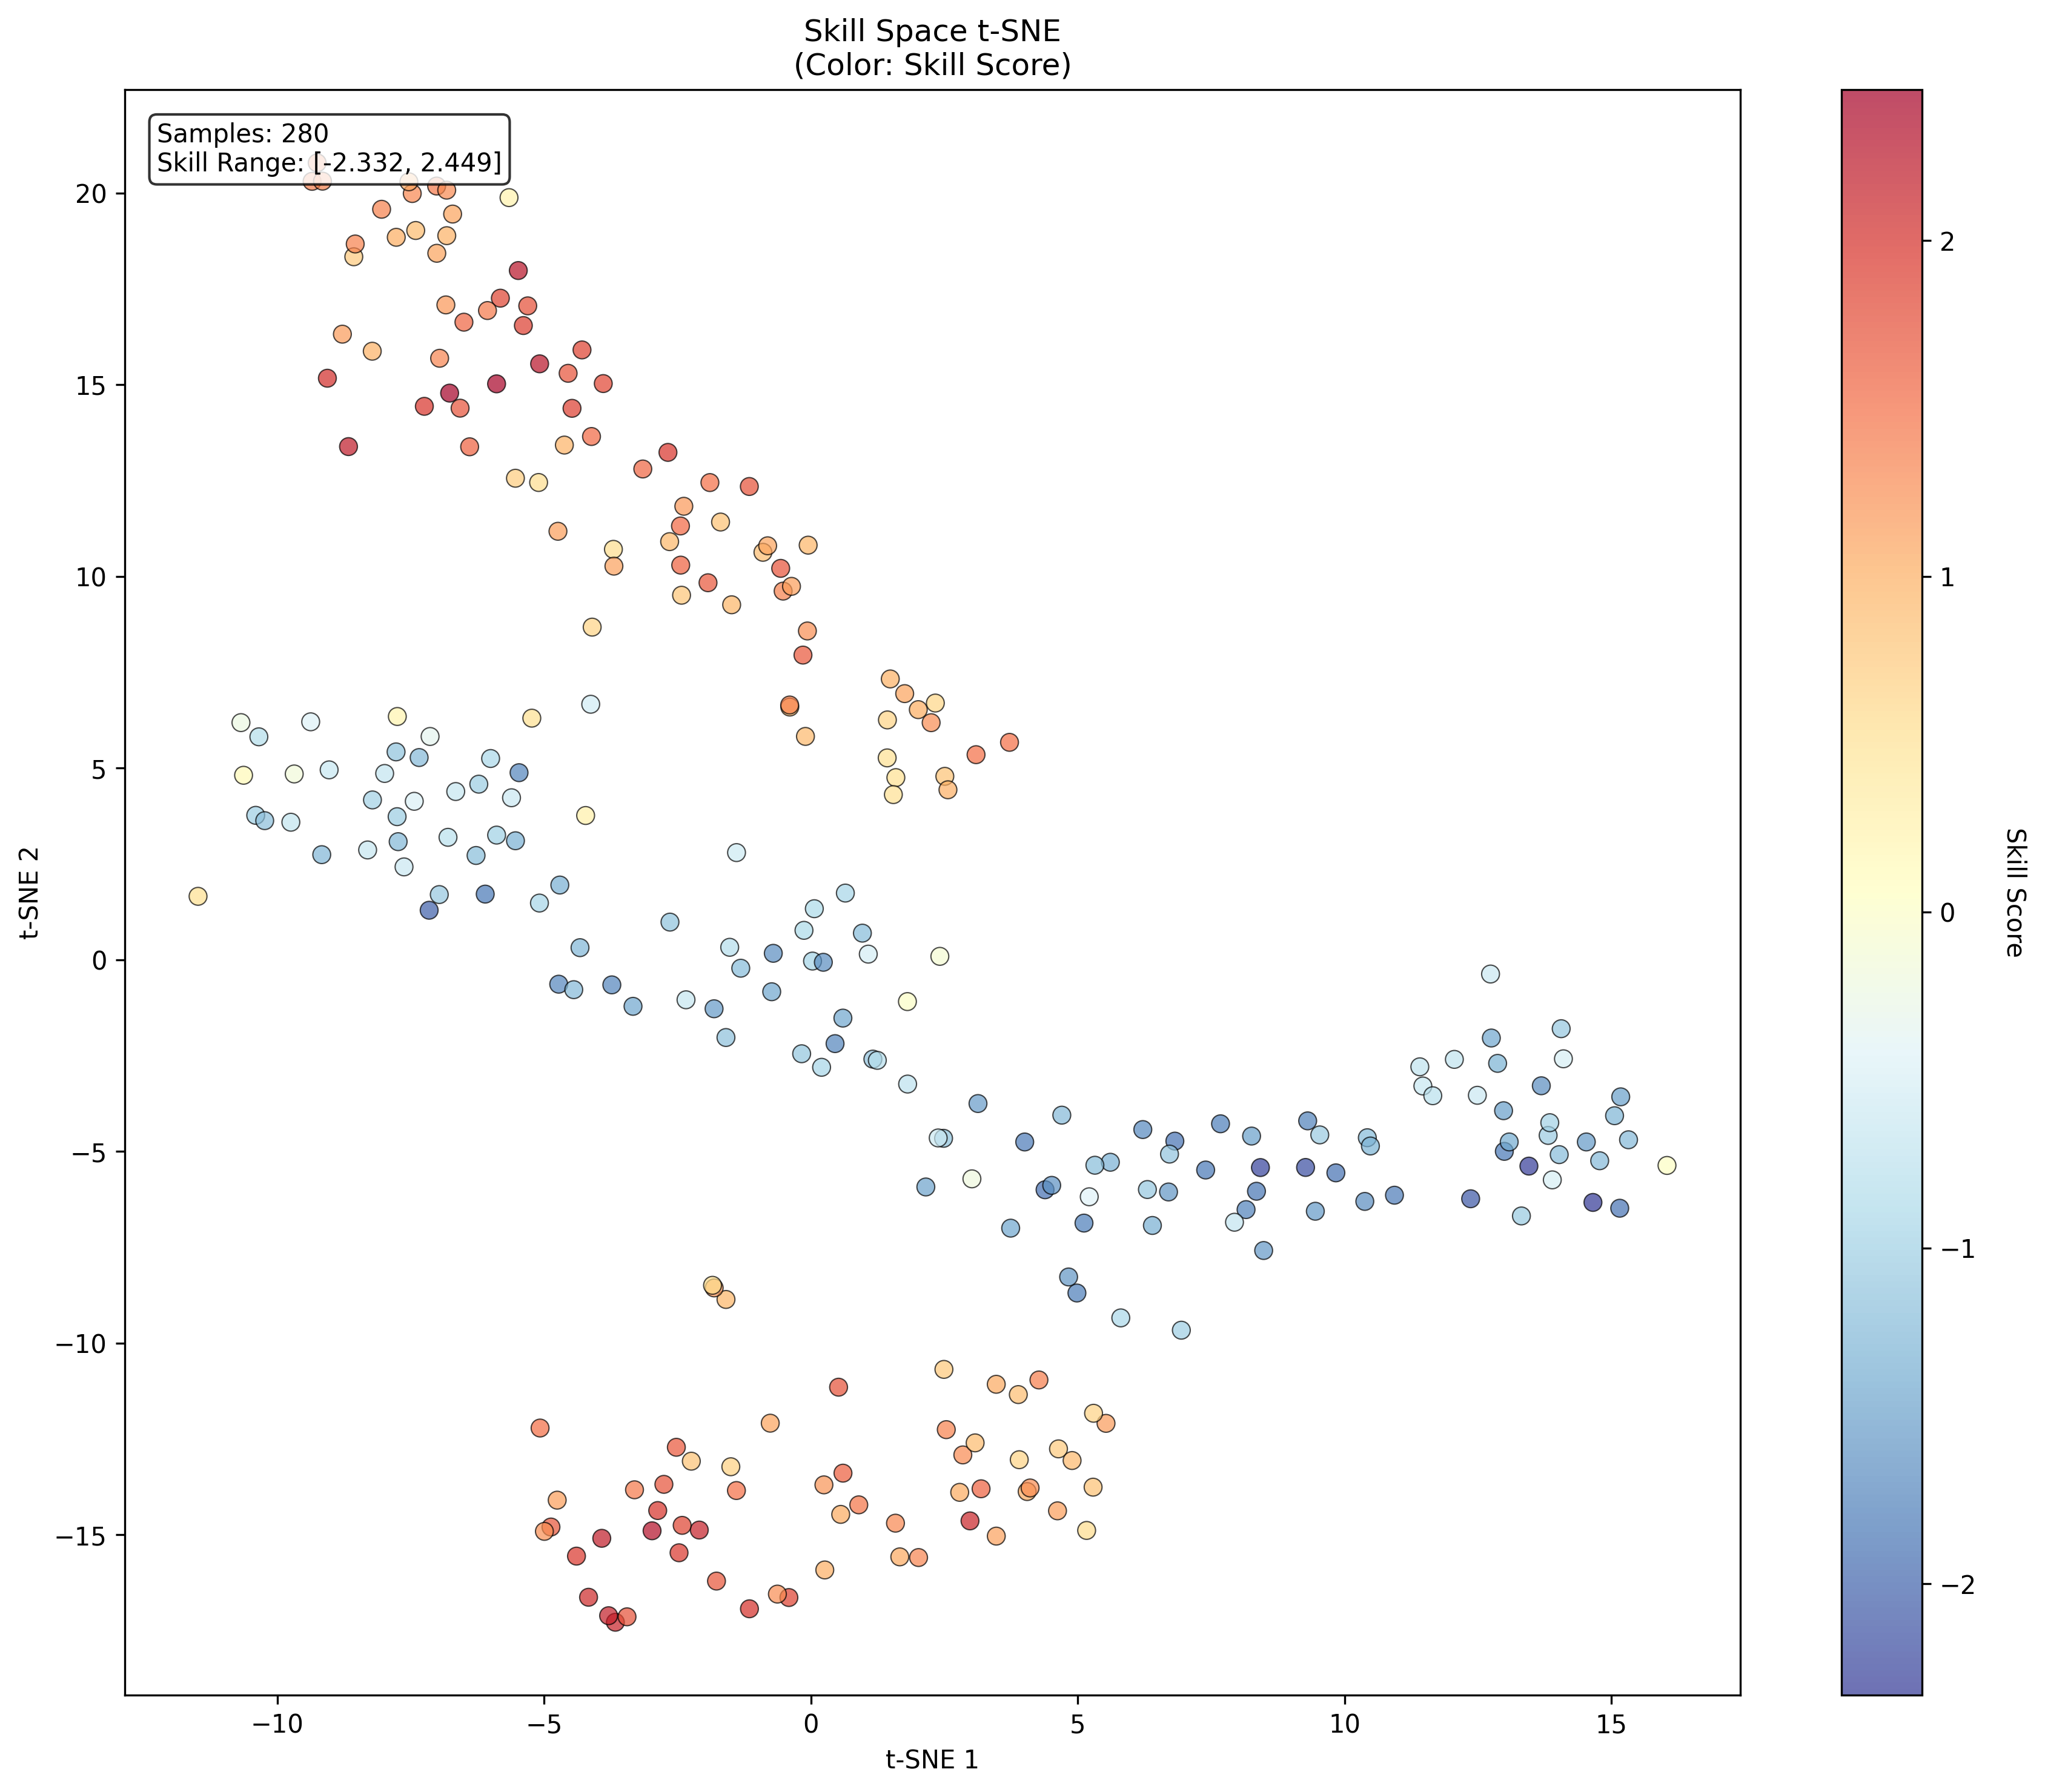 Skill Space t-SNE
(Color: Skill Score)
Samples: 280
Skill Range: [-2.332, 2.449]
20
15
10
5
0
−5
−10
−15
t-SNE 2
−10
−5
0
5
10
15
t-SNE 1
2
1
0
−1
−2
Skill Score